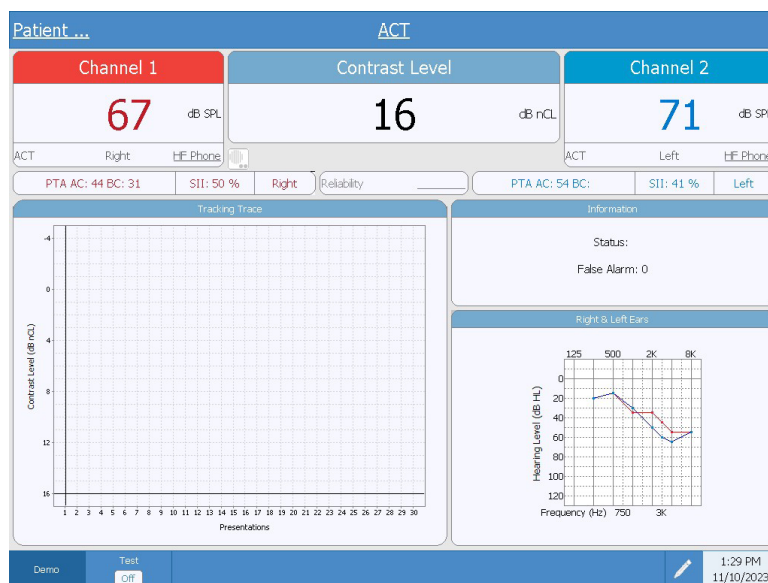 Patient ...
ACT
Channel 1
Contrast Level
Channel 2
67 dB SPL
16 dB nCL
71 dB SPL
ACT Right HF Phone
ACT Left HF Phone
PTA AC: 44 BC: 31 SII: 50 % Right
Reliability
PTA AC: 54 BC: SII: 41 % Left
Tracking Trace
-4
0
4
8
12
16
Contrast Level (dB nCL)
1 2 3 4 5 6 7 8 9 10 11 12 13 14 15 16 17 18 19 20 21 22 23 24 25 26 27 28 29 30
Presentations
Information
Status:
False Alarm: 0
Right & Left Ears
125 500 2K 8K
0
20
40
60
80
100
120
Hearing Level (dB HL)
Frequency (Hz) 750 3K
Demo
Test
Off
1:29 PM
11/10/2023